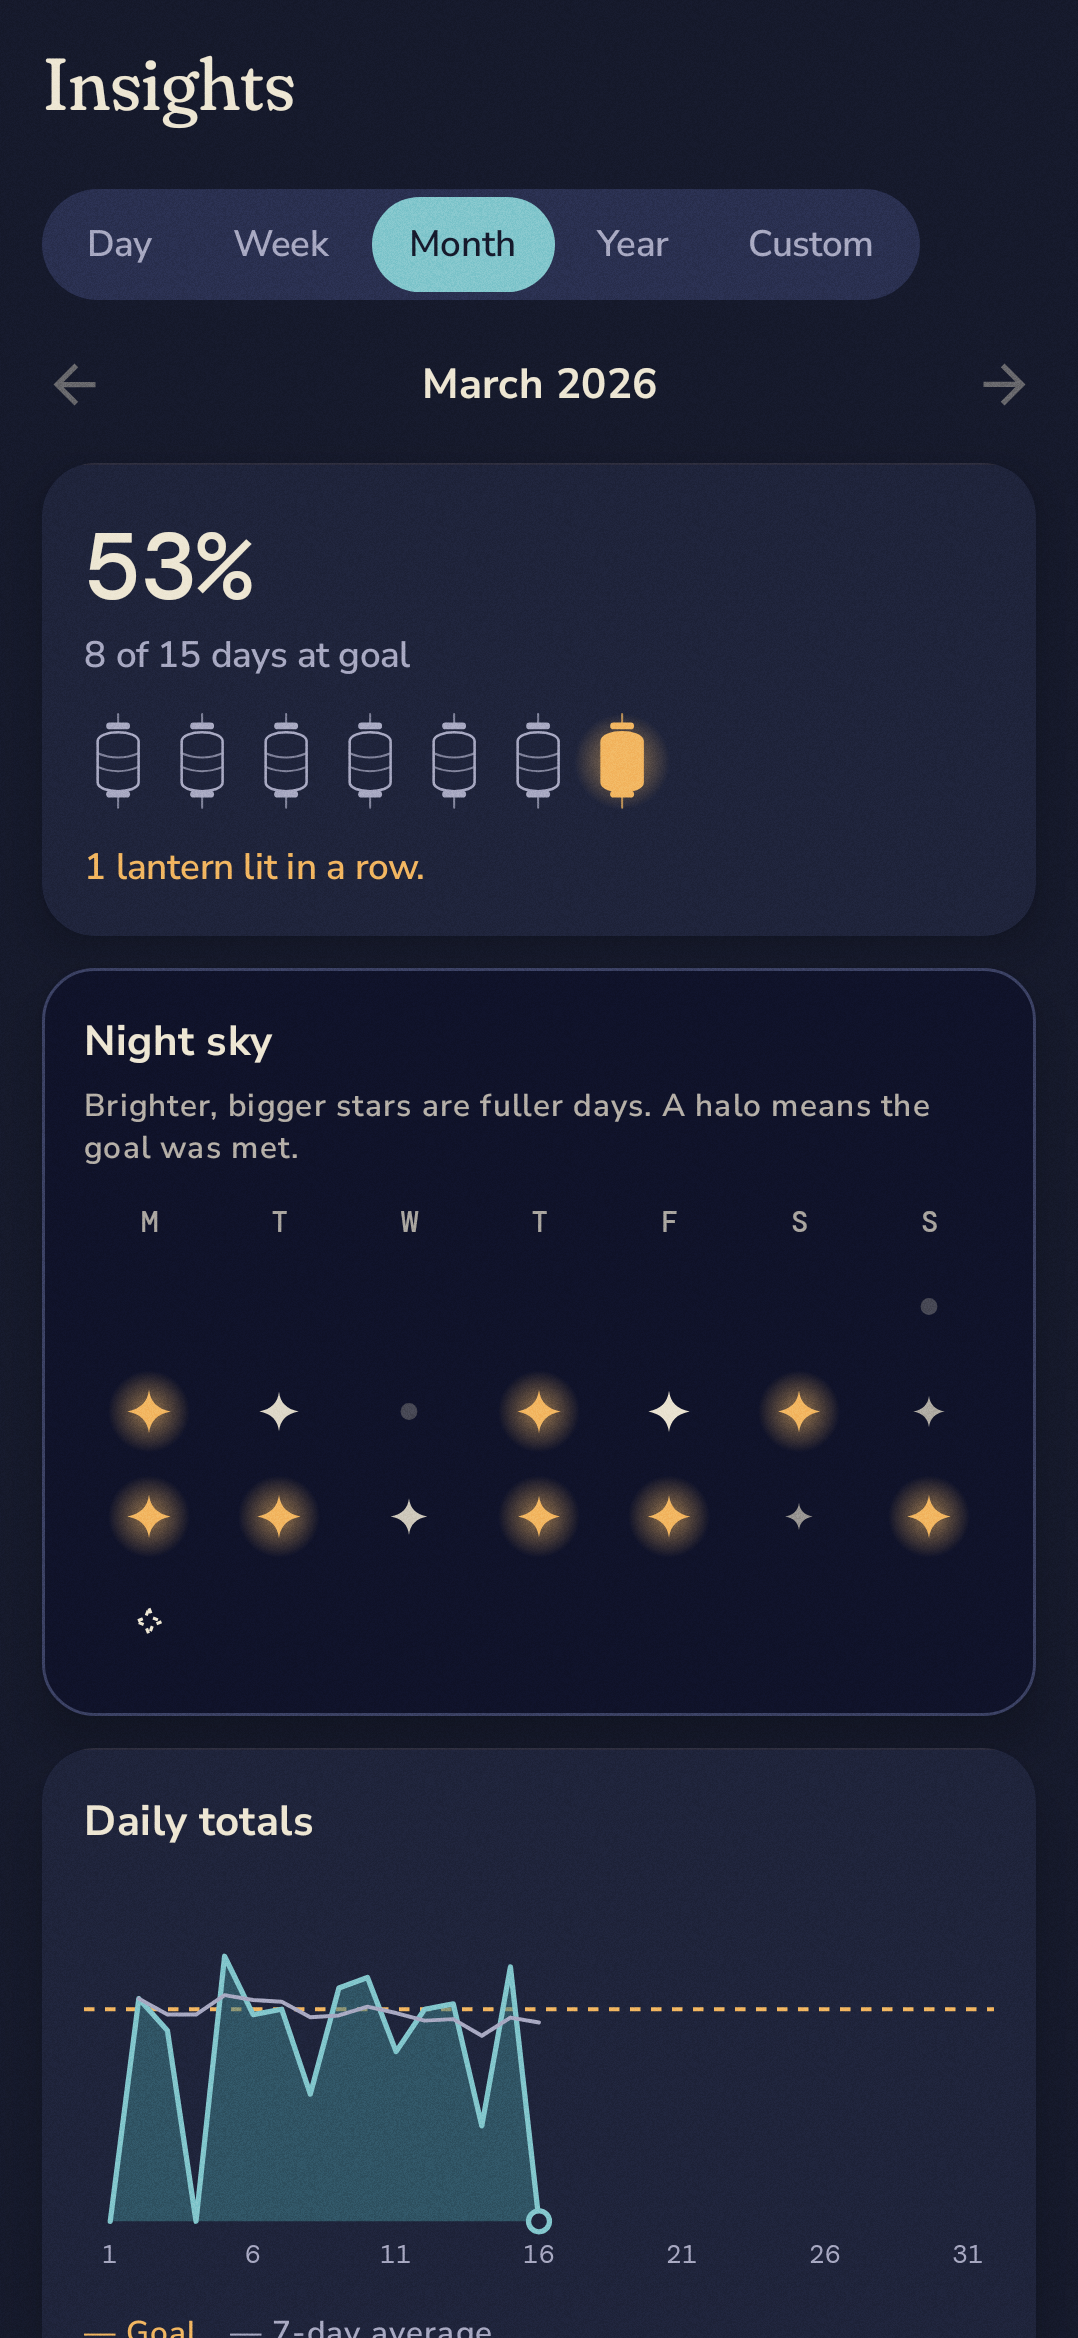 Insights
Day Week Month Year Custom
March 2026
53%
8 of 15 days at goal
1 lantern lit in a row.
Night sky
Brighter, bigger stars are fuller days. A halo means the
goal was met.
M T W T F S S
Daily totals
1 6 11 16 21 26 31
Goal 7-day average